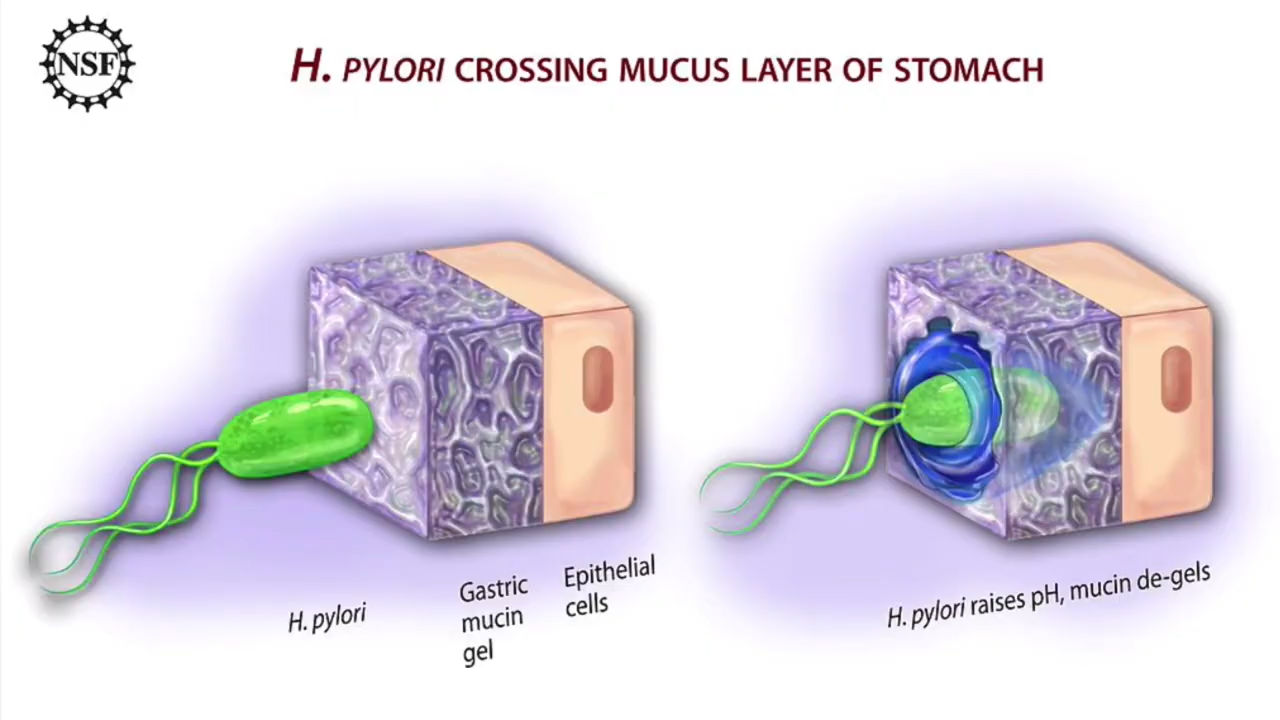 NSF
H. PYLORI CROSSING MUCUS LAYER OF STOMACH
H. pylori
Gastric
mucin
gel
Epithelial
cells
H. pylori raises pH, mucin de-gels